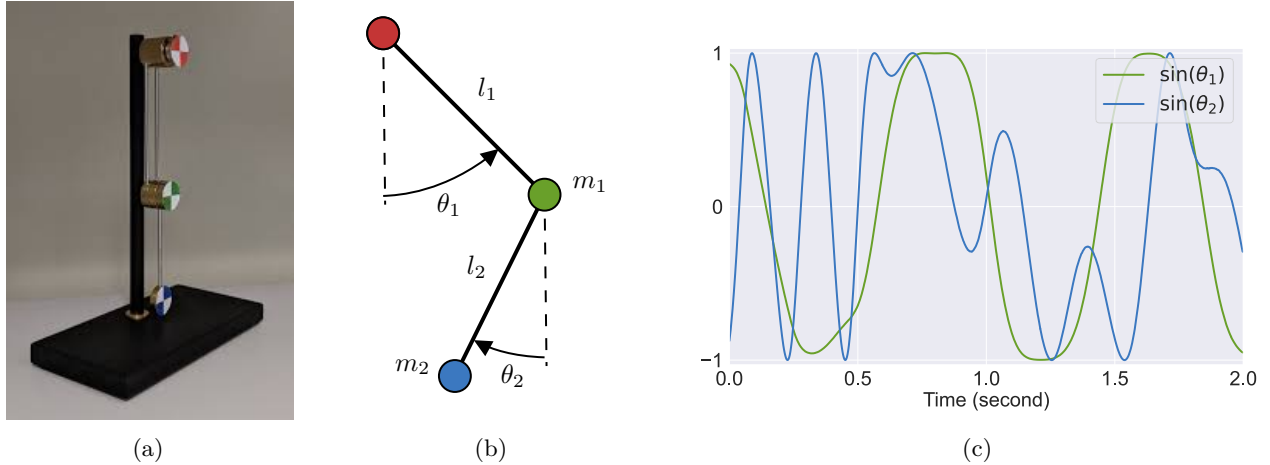 (a)
l₁
m₁
θ₁
l₂
m₂
θ₂
(b)
1
0
−1
sin(θ₁)
sin(θ₂)
0.0 0.5 1.0 1.5 2.0
Time (second)
(c)